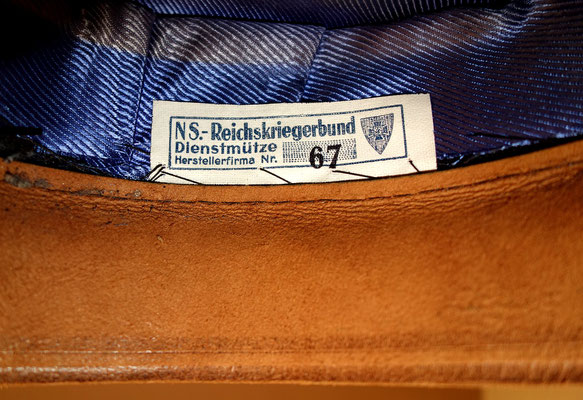 NS.-Reichskriegerbund
Dienstmütze
Herstellerfirma Nr. 67